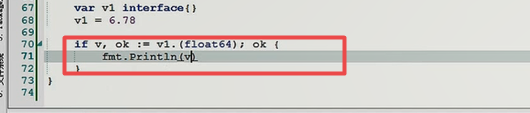 67 var v1 interface{}
68 v1 = 6.78
69
70 if v, ok := v1.(float64); ok {
71 fmt.Println(v)
72 }
73 }
74